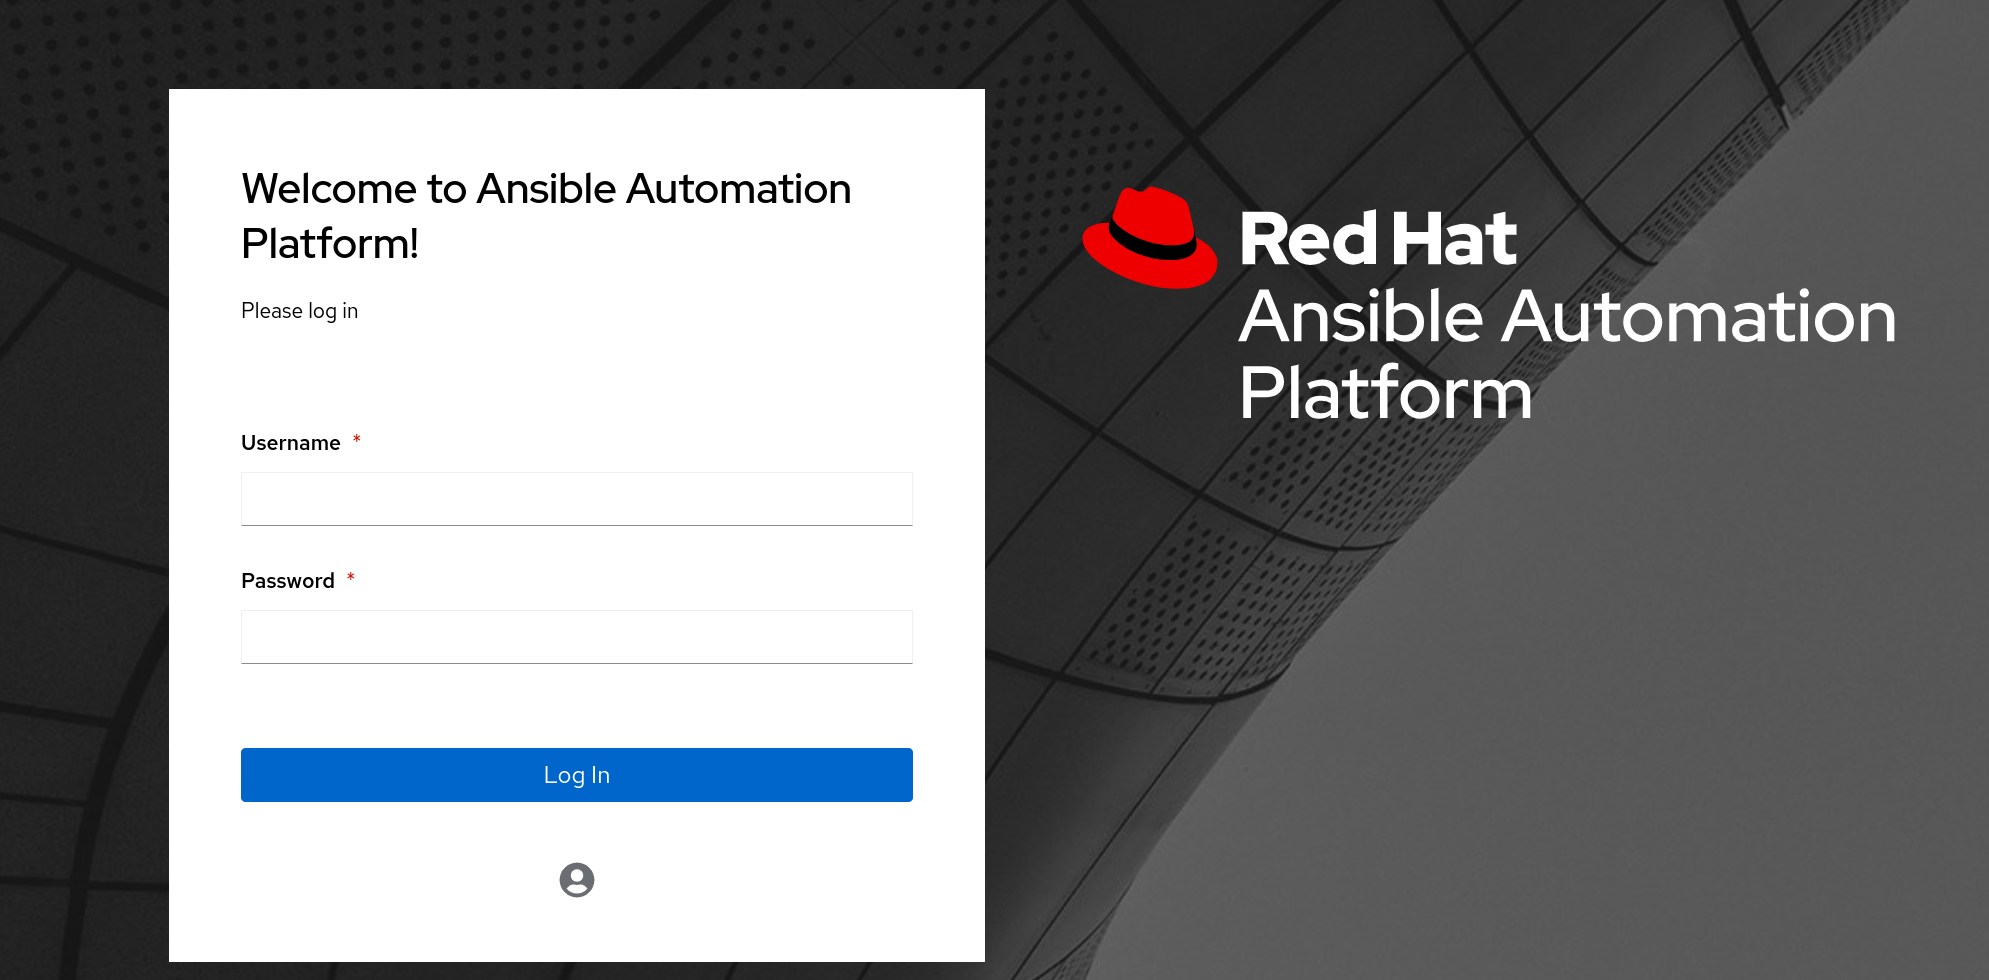 Welcome to Ansible Automation
Platform!
Please log in
Username *
Password *
Log In
Red Hat
Ansible Automation
Platform